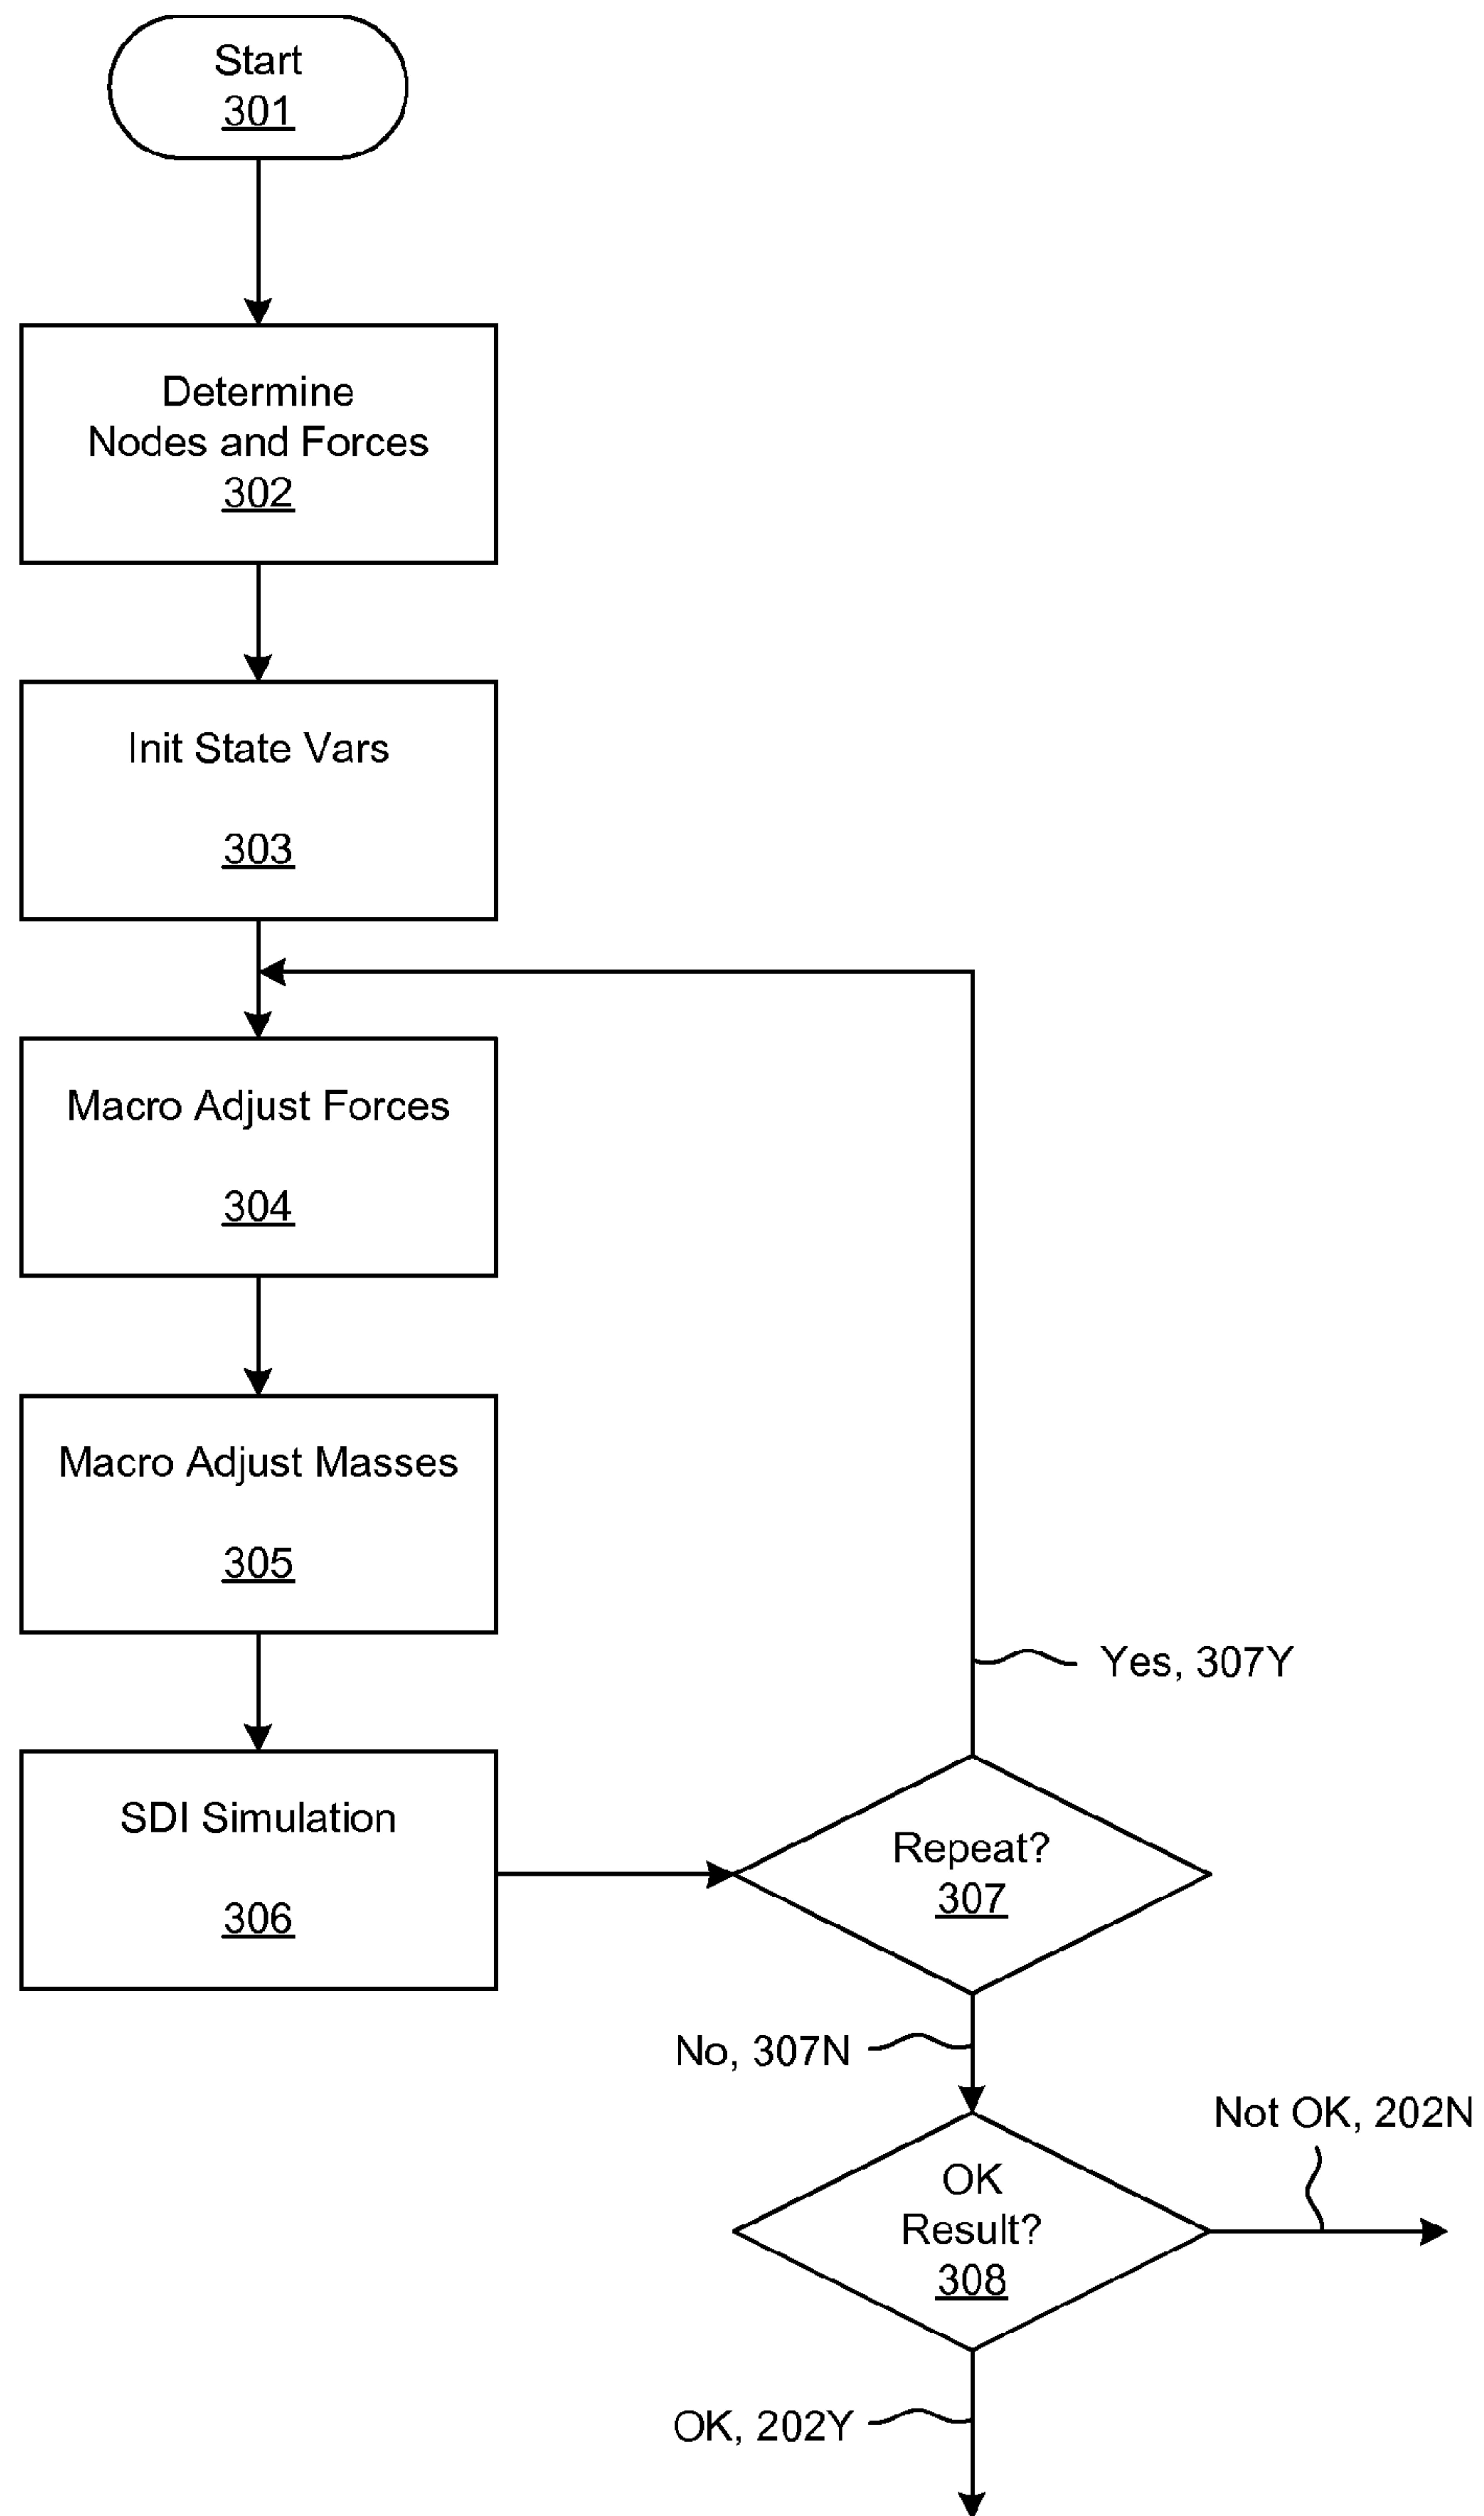 Start
301
Determine
Nodes and Forces
302
Init State Vars
303
Macro Adjust Forces
304
Macro Adjust Masses
305
Yes, 307Y
SDI Simulation
306
Repeat?
307
No, 307N
Not OK, 202N
OK
Result?
308
OK, 202Y